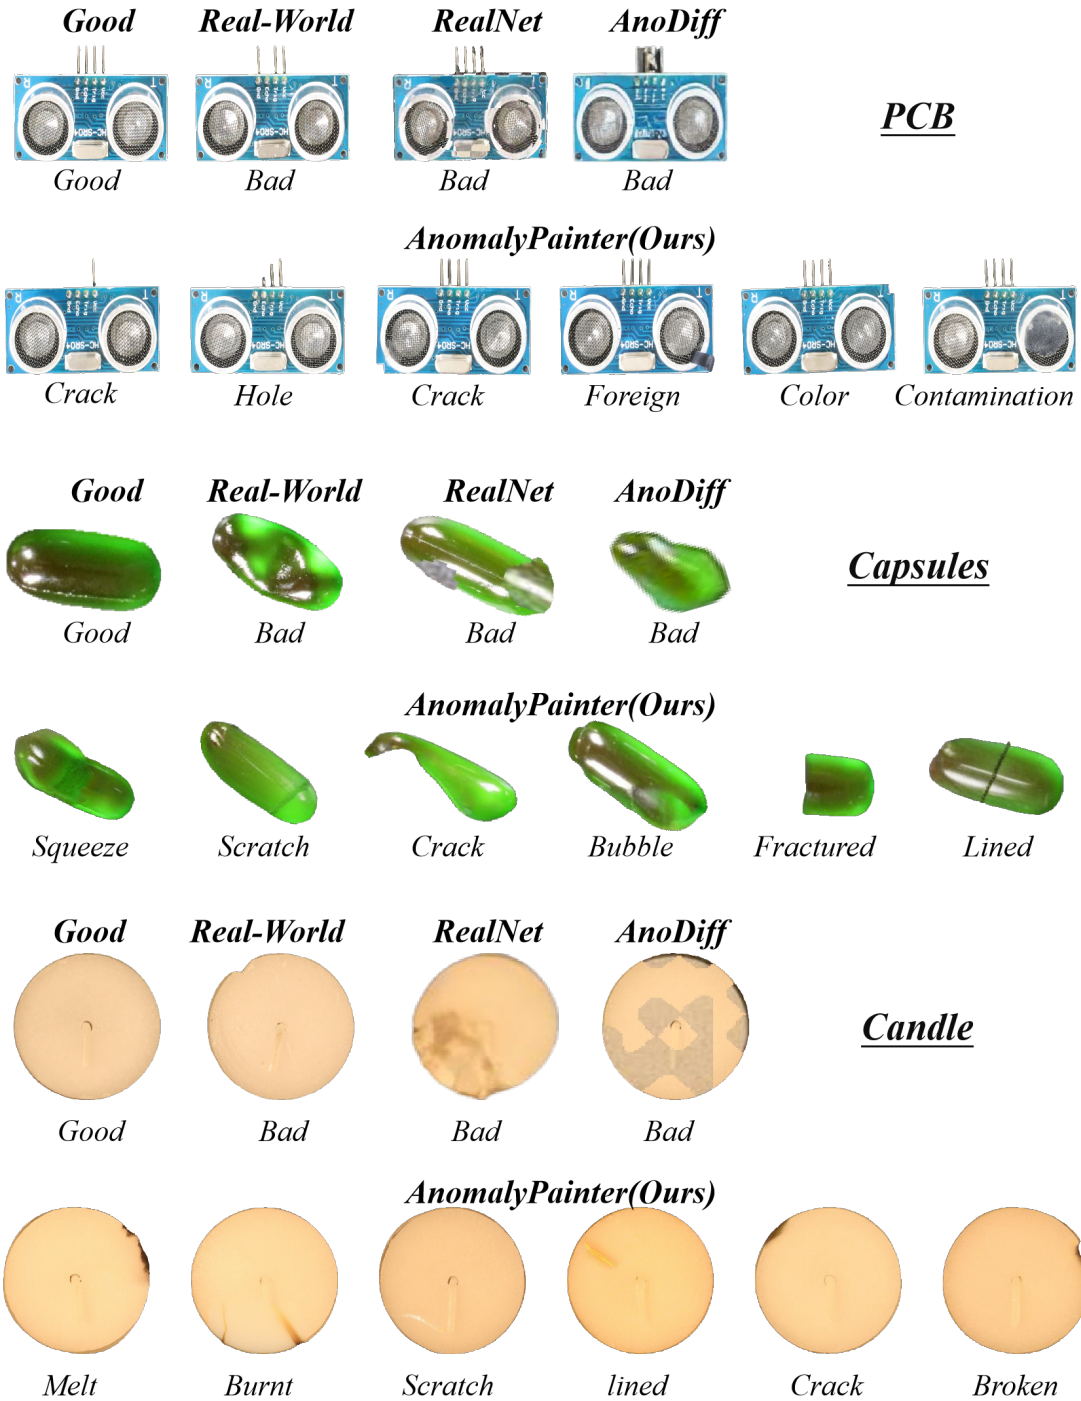 Good Real-World RealNet AnoDiff
PCB
Good Bad Bad Bad
AnomalyPainter(Ours)
Crack Hole Crack Foreign Color Contamination
Good Real-World RealNet AnoDiff
Capsules
Good Bad Bad Bad
AnomalyPainter(Ours)
Squeeze Scratch Crack Bubble Fractured Lined
Good Real-World RealNet AnoDiff
Candle
Good Bad Bad Bad
AnomalyPainter(Ours)
Melt Burnt Scratch lined Crack Broken